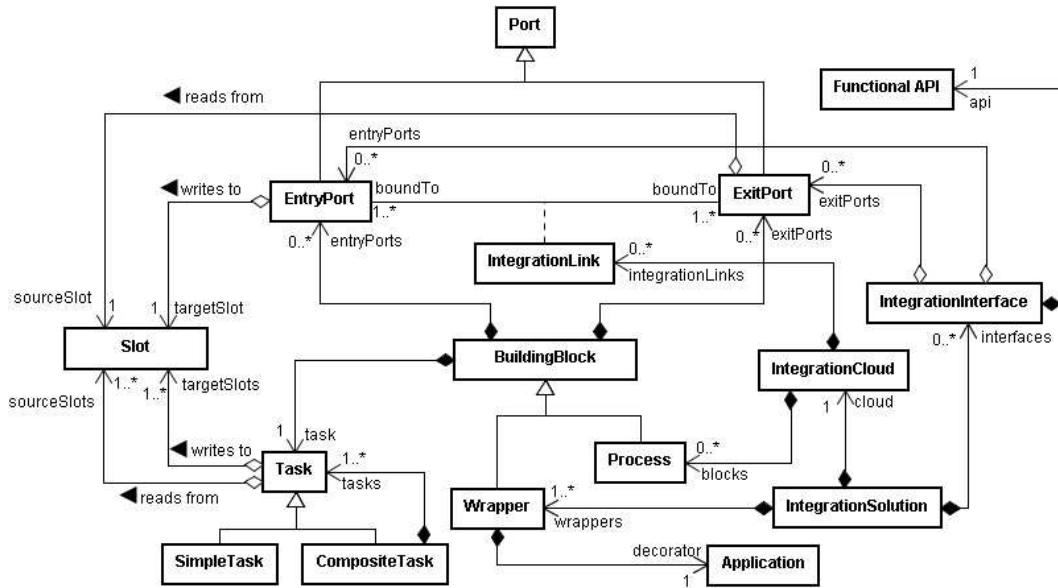 Port
Functional API
1
api
reads from
entryPorts
0..*
writes to
EntryPort
boundTo
1..*
boundTo
1..*
ExitPort
0..*
exitPorts
0..*
entryPorts
0..*
exitPorts
IntegrationLink
0..*
integrationLinks
sourceSlot
1
1
targetSlot
IntegrationInterface
0..*
interfaces
Slot
BuildingBlock
IntegrationCloud
1..*
sourceSlots
1..*
targetSlots
1
cloud
1
task
writes to
Task
1..*
tasks
reads from
Process
0..*
blocks
Wrapper
1..*
wrappers
IntegrationSolution
SimpleTask
CompositeTask
decorator
1
Application